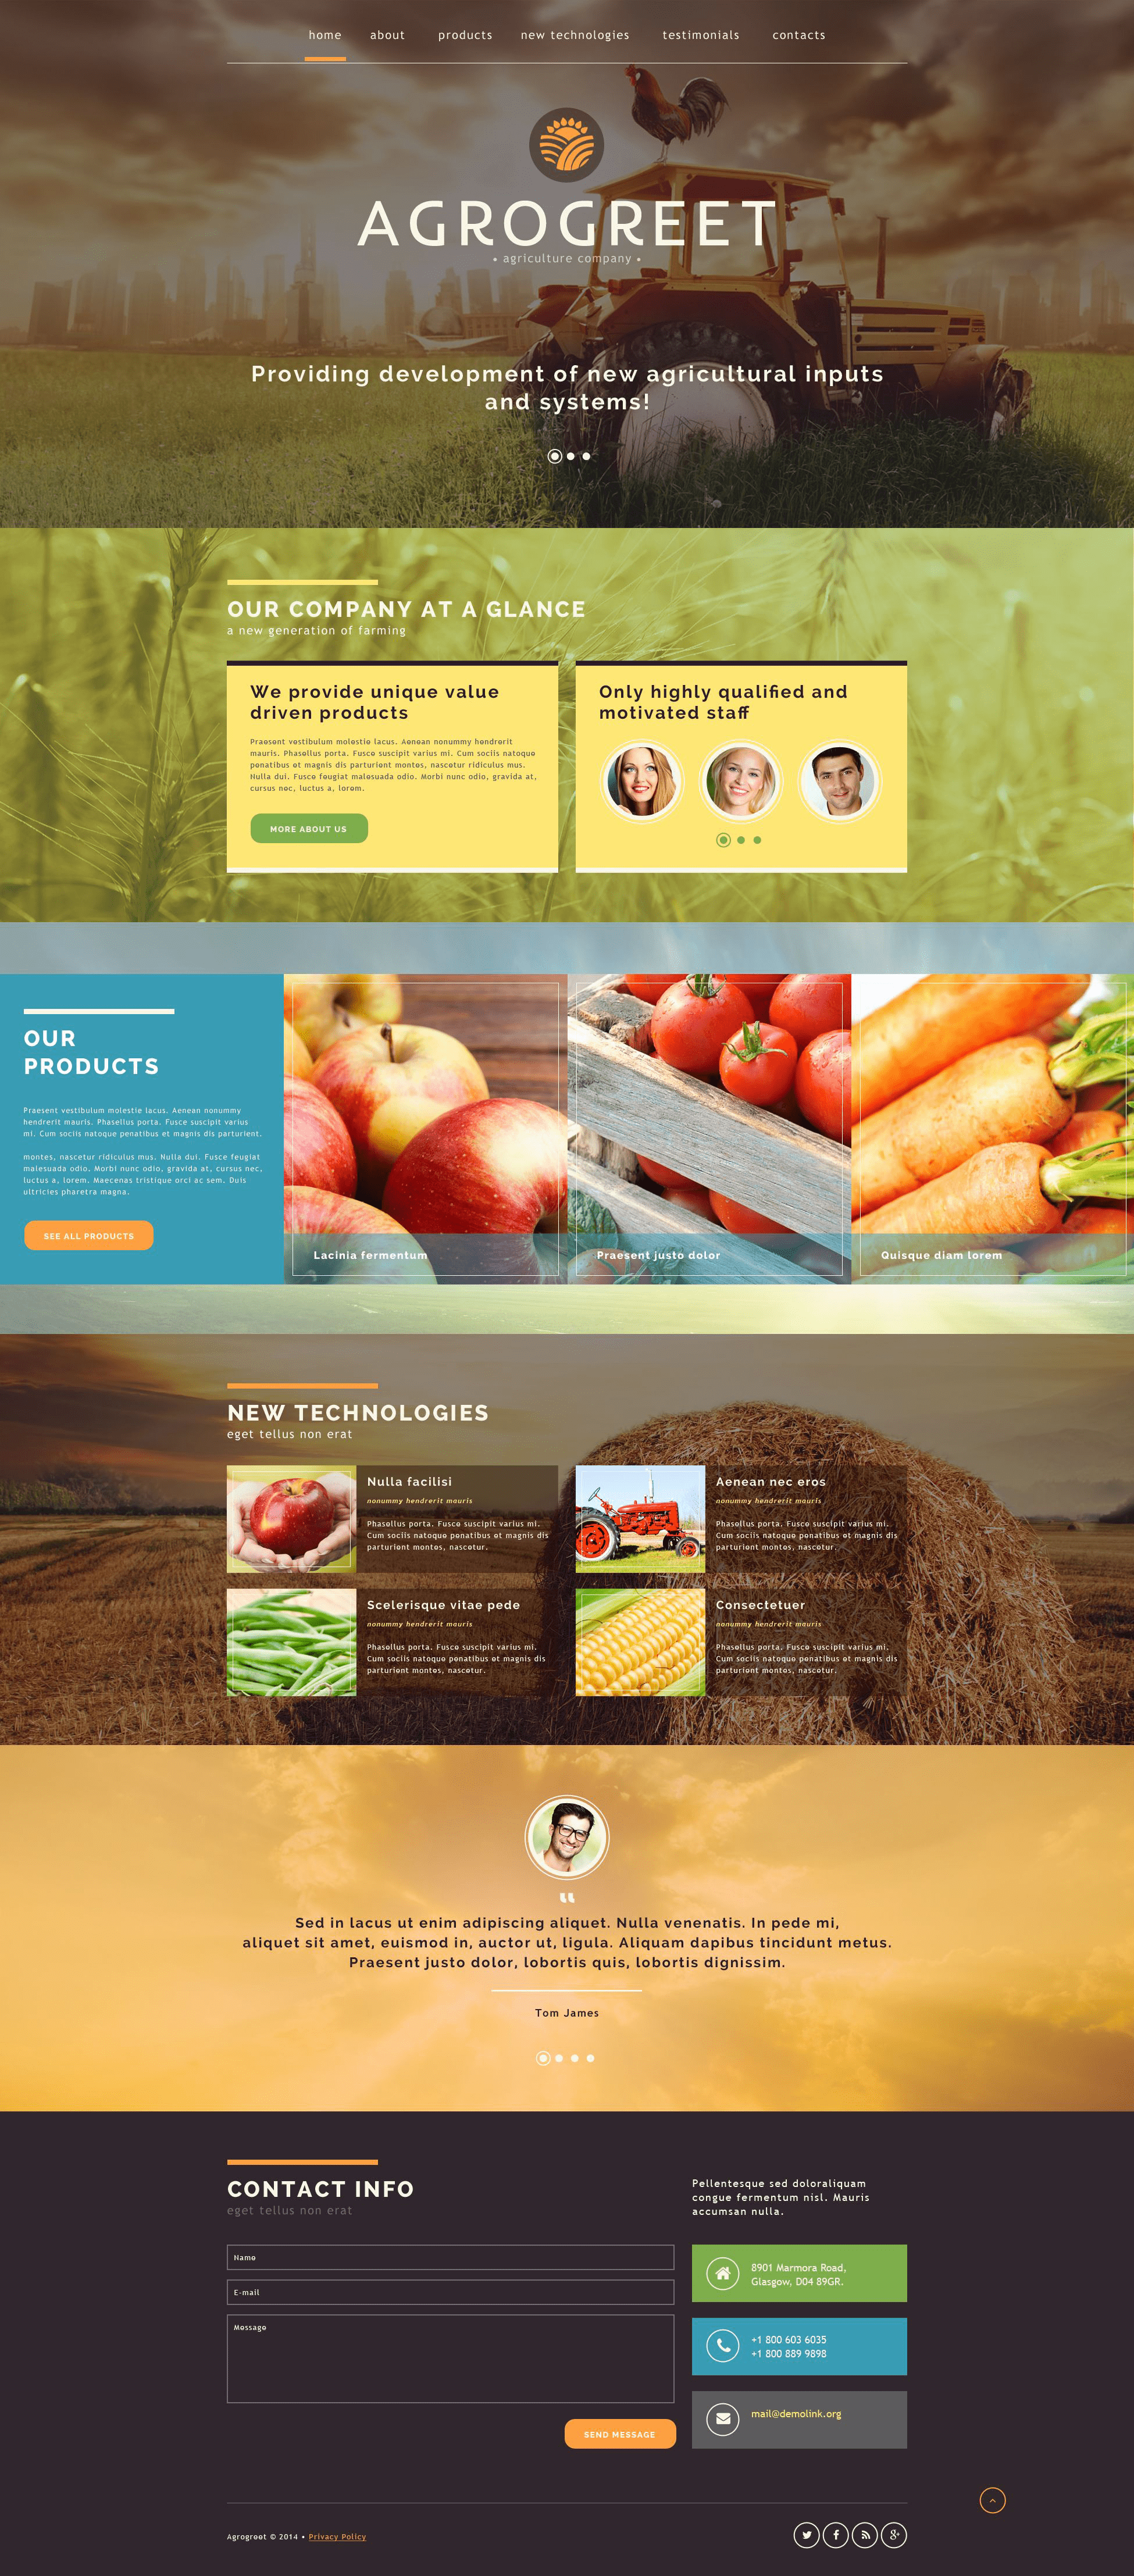 home about products new technologies testimonials contacts
AGROGREET
• agriculture company •
Providing development of new agricultural inputs
and systems!
OUR COMPANY AT A GLANCE
a new generation of farming
We provide unique value
driven products
Praesent vestibulum molestie lacus. Aenean nonummy hendrerit
mauris. Phasellus porta. Fusce suscipit varius mi. Cum sociis natoque
penatibus et magnis dis parturient montes, nascetur ridiculus mus.
Nulla dui. Fusce feugiat malesuada odio. Morbi nunc odio, gravida at,
cursus nec, luctus a, lorem.
MORE ABOUT US
Only highly qualified and
motivated staff
OUR
PRODUCTS
Praesent vestibulum molestie lacus. Aenean nonummy
hendrerit mauris. Phasellus porta. Fusce suscipit varius
mi. Cum sociis natoque penatibus et magnis dis parturient.
montes, nascetur ridiculus mus. Nulla dui. Fusce feugiat
malesuada odio. Morbi nunc odio, gravida at, cursus nec,
luctus a, lorem. Maecenas tristique orci ac sem. Duis
ultricies pharetra magna.
SEE ALL PRODUCTS
Lacinia fermentum
Praesent justo dolor
Quisque diam lorem
NEW TECHNOLOGIES
eget tellus non erat
Nulla facilisi
nonummy hendrerit mauris
Phasellus porta. Fusce suscipit varius mi.
Cum sociis natoque penatibus et magnis dis
parturient montes, nascetur.
Aenean nec eros
nonummy hendrerit mauris
Phasellus porta. Fusce suscipit varius mi.
Cum sociis natoque penatibus et magnis dis
parturient montes, nascetur.
Scelerisque vitae pede
nonummy hendrerit mauris
Phasellus porta. Fusce suscipit varius mi.
Cum sociis natoque penatibus et magnis dis
parturient montes, nascetur.
Consectetuer
nonummy hendrerit mauris
Phasellus porta. Fusce suscipit varius mi.
Cum sociis natoque penatibus et magnis dis
parturient montes, nascetur.
“
Sed in lacus ut enim adipiscing aliquet. Nulla venenatis. In pede mi,
aliquet sit amet, euismod in, auctor ut, ligula. Aliquam dapibus tincidunt metus.
Praesent justo dolor, lobortis quis, lobortis dignissim.
Tom James
CONTACT INFO
eget tellus non erat
Name
E-mail
Message
SEND MESSAGE
Pellentesque sed doloraliquam
congue fermentum nisl. Mauris
accumsan nulla.
8901 Marmora Road,
Glasgow, D04 89GR.
+1 800 603 6035
+1 800 889 9898
mail@demolink.org
Agrogreet © 2014 • Privacy Policy